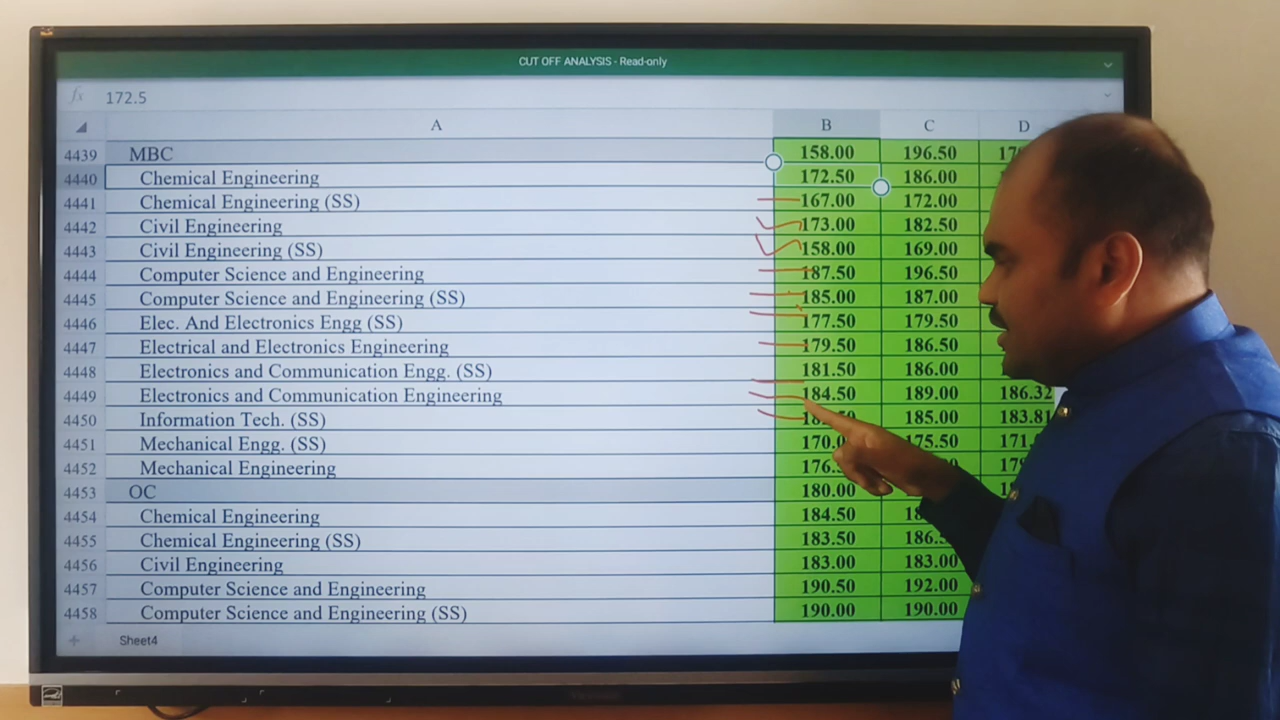 CUT OFF ANALYSIS - Read-only
fx 172.5
A B C D
4439 MBC 158.00 196.50
4440 Chemical Engineering 172.50 186.00
4441 Chemical Engineering (SS) 167.00 172.00
4442 Civil Engineering 173.00 182.50
4443 Civil Engineering (SS) 158.00 169.00
4444 Computer Science and Engineering 187.50 196.50
4445 Computer Science and Engineering (SS) 185.00 187.00
4446 Elec. And Electronics Engg (SS) 177.50 179.50
4447 Electrical and Electronics Engineering 179.50 186.50
4448 Electronics and Communication Engg. (SS) 181.50 186.00
4449 Electronics and Communication Engineering 184.50 189.00 186.32
4450 Information Tech. (SS) 185.00 183.81
4451 Mechanical Engg. (SS) 170.0 175.50 171.
4452 Mechanical Engineering 176.
4453 OC 180.00
4454 Chemical Engineering 184.50
4455 Chemical Engineering (SS) 183.50 186.5
4456 Civil Engineering 183.00 183.00
4457 Computer Science and Engineering 190.50 192.00
4458 Computer Science and Engineering (SS) 190.00 190.00
+ Sheet4